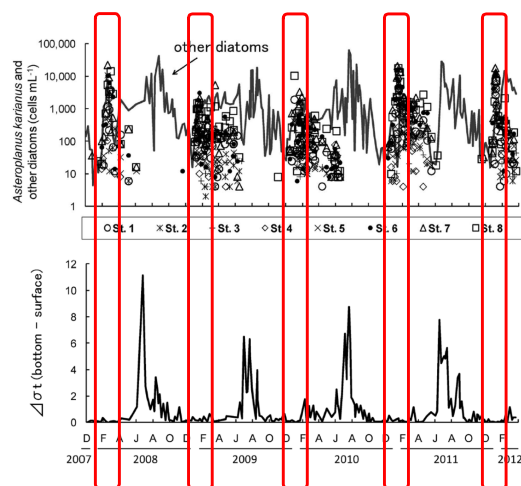 Asteroplanus karianus and
other diatoms (cells mL⁻¹)
100,000
10,000
1,000
100
10
1
other diatoms
St. 1 St. 2 St. 3 St. 4 St. 5 St. 6 St. 7 St. 8
⊿σt (bottom − surface)
12
10
8
6
4
2
0
D F A J A O D F A J A O D F A J A O D F A J A O D F
2007 2008 2009 2010 2011 2012